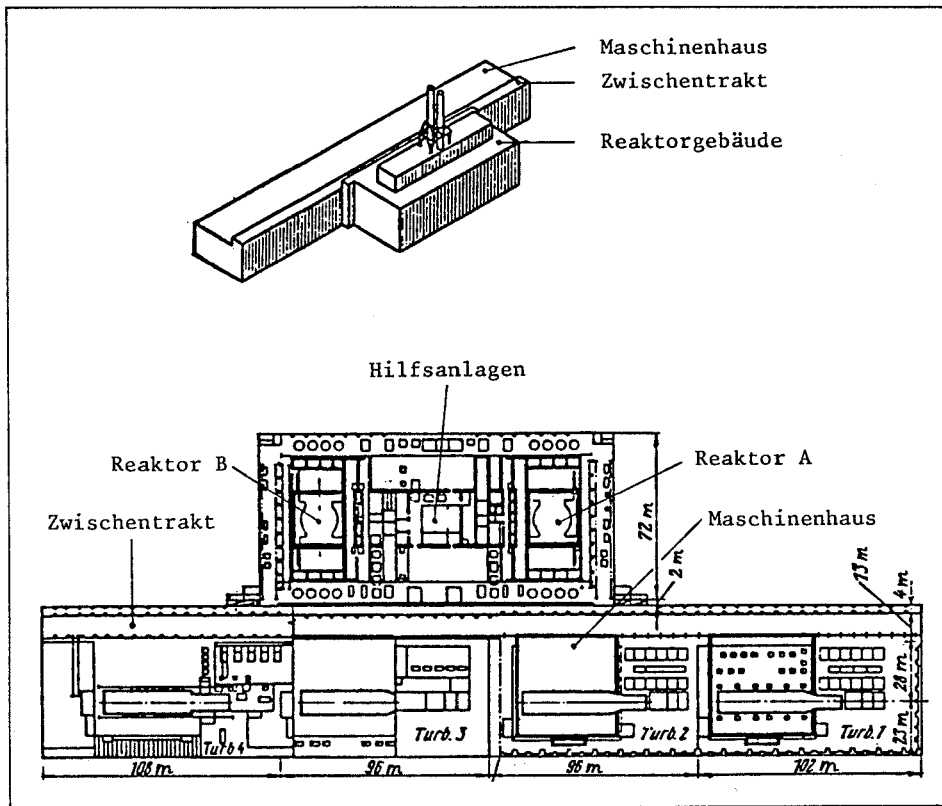 Maschinenhaus
Zwischentrakt
Reaktorgebäude
Hilfsanlagen
Reaktor B
Reaktor A
Zwischentrakt
Maschinenhaus
72 m
2 m
13 m
4 m
28 m
23 m
Turb 4
Turb. 3
Turb. 2
Turb. 1
108 m
96 m
96 m
102 m